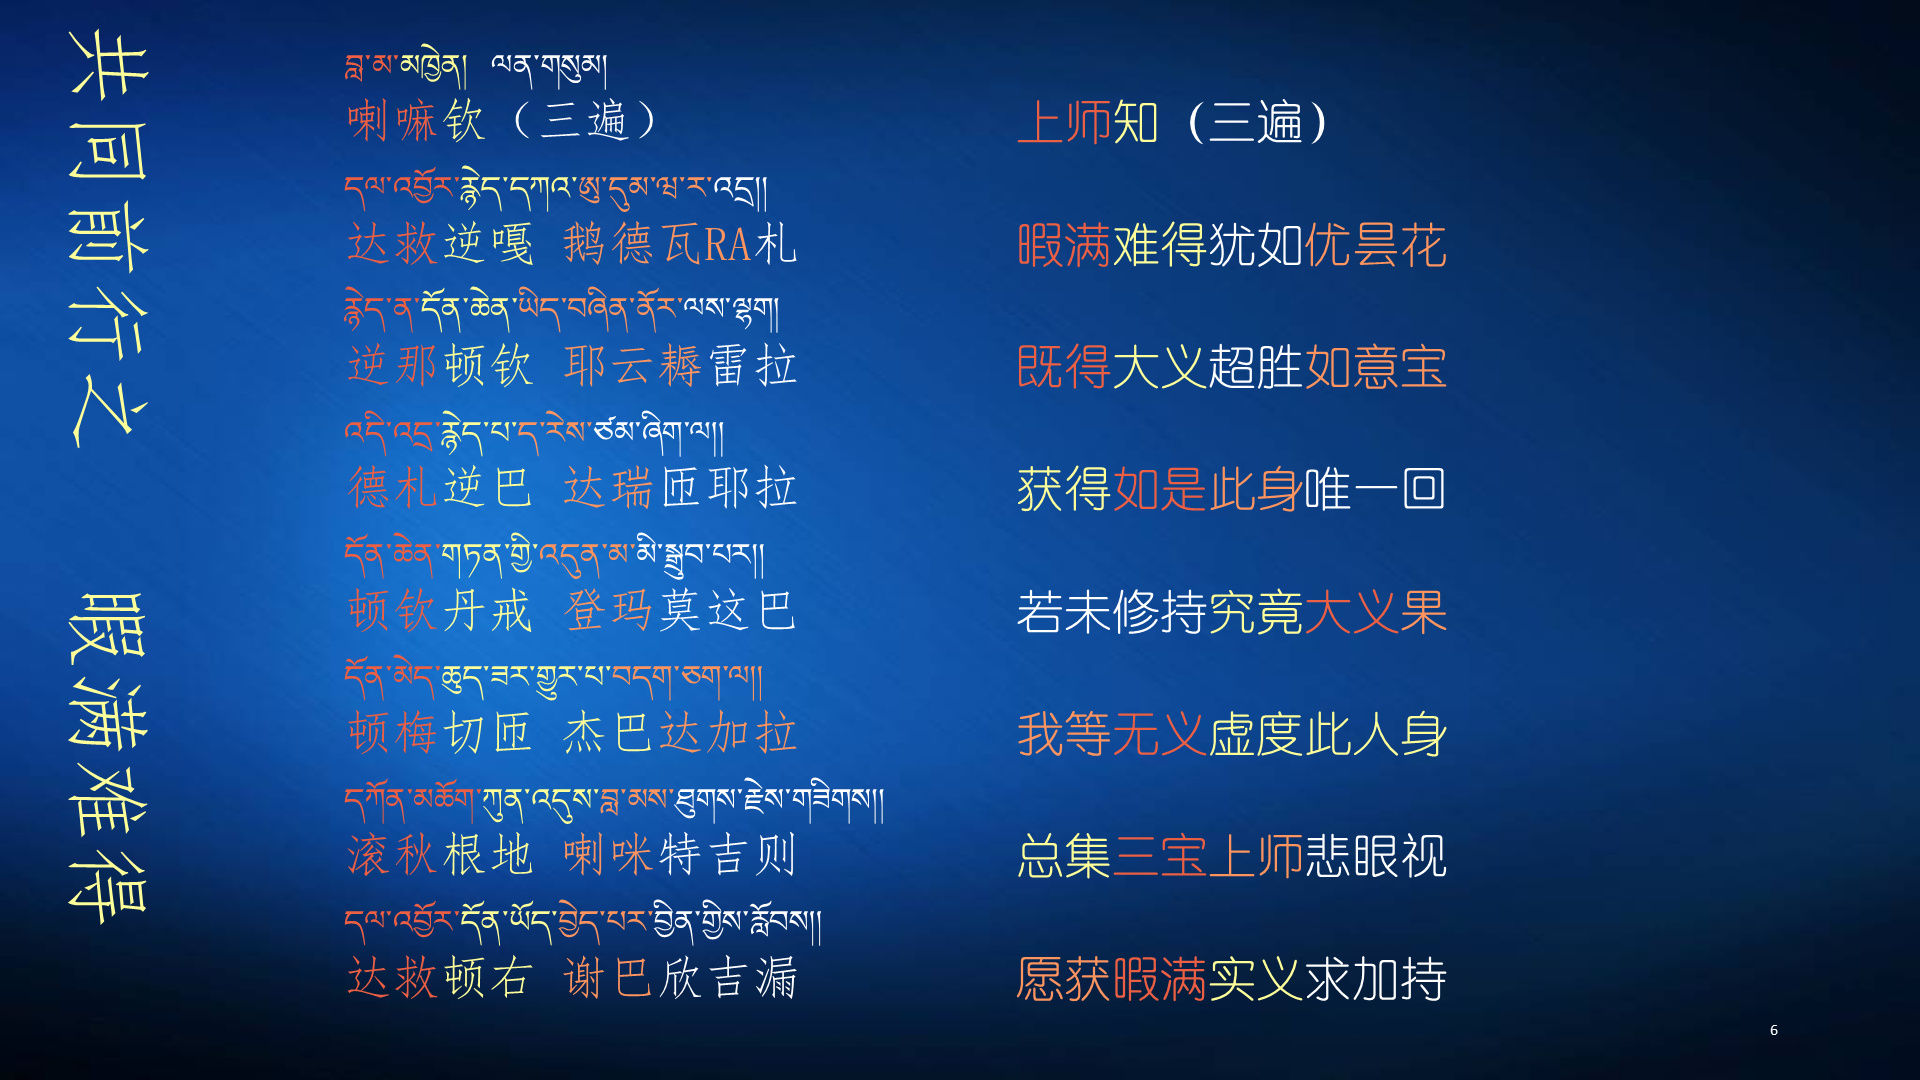 共同前行之 暇满难得
བླ་མ་མཁྱེན། ལན་གསུམ།
喇嘛钦（三遍）
上师知（三遍）
དལ་འབྱོར་རྙེད་དཀའ་ཨུ་དུམ་ཝ་ར་འདྲ།།
达救逆嘎 鹅德瓦RA札
暇满难得犹如优昙花
རྙེད་ན་དོན་ཆེན་ཡིད་བཞིན་ནོར་ལས་ལྷག།
逆那顿钦 耶云耨雷拉
既得大义超胜如意宝
འདི་འདྲ་རྙེད་པ་ད་རེས་ཙམ་ཞིག་ལ།།
德札逆巴 达瑞匝耶拉
获得如是此身唯一回
དོན་ཆེན་གཏན་གྱི་འདུན་མ་མི་སྒྲུབ་པར།།
顿钦丹戒 登玛莫这巴
若未修持究竟大义果
དོན་མེད་ཆུད་ཟར་གྱུར་པ་བདག་ཅག་ལ།།
顿梅切匝 杰巴达加拉
我等无义虚度此人身
དཀོན་མཆོག་ཀུན་འདུས་བླ་མས་ཐུགས་རྗེས་གཟིགས།།
滚秋根地 喇咪特吉则
总集三宝上师悲眼视
དལ་འབྱོར་དོན་ཡོད་བྱེད་པར་བྱིན་གྱིས་རློབས།།
达救顿右 谢巴欣吉漏
愿获暇满实义求加持
6